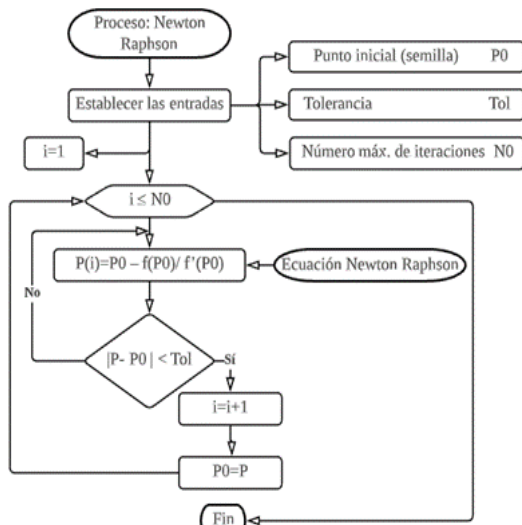 Proceso: Newton
Raphson
Punto inicial (semilla) P0
Establecer las entradas
Tolerancia Tol
i=1
Número máx. de iteraciones N0
i ≤ N0
P(i)=P0 – f(P0)/ f'(P0)
Ecuación Newton Raphson
No
|P- P0 | < Tol
Sí
i=i+1
P0=P
Fin